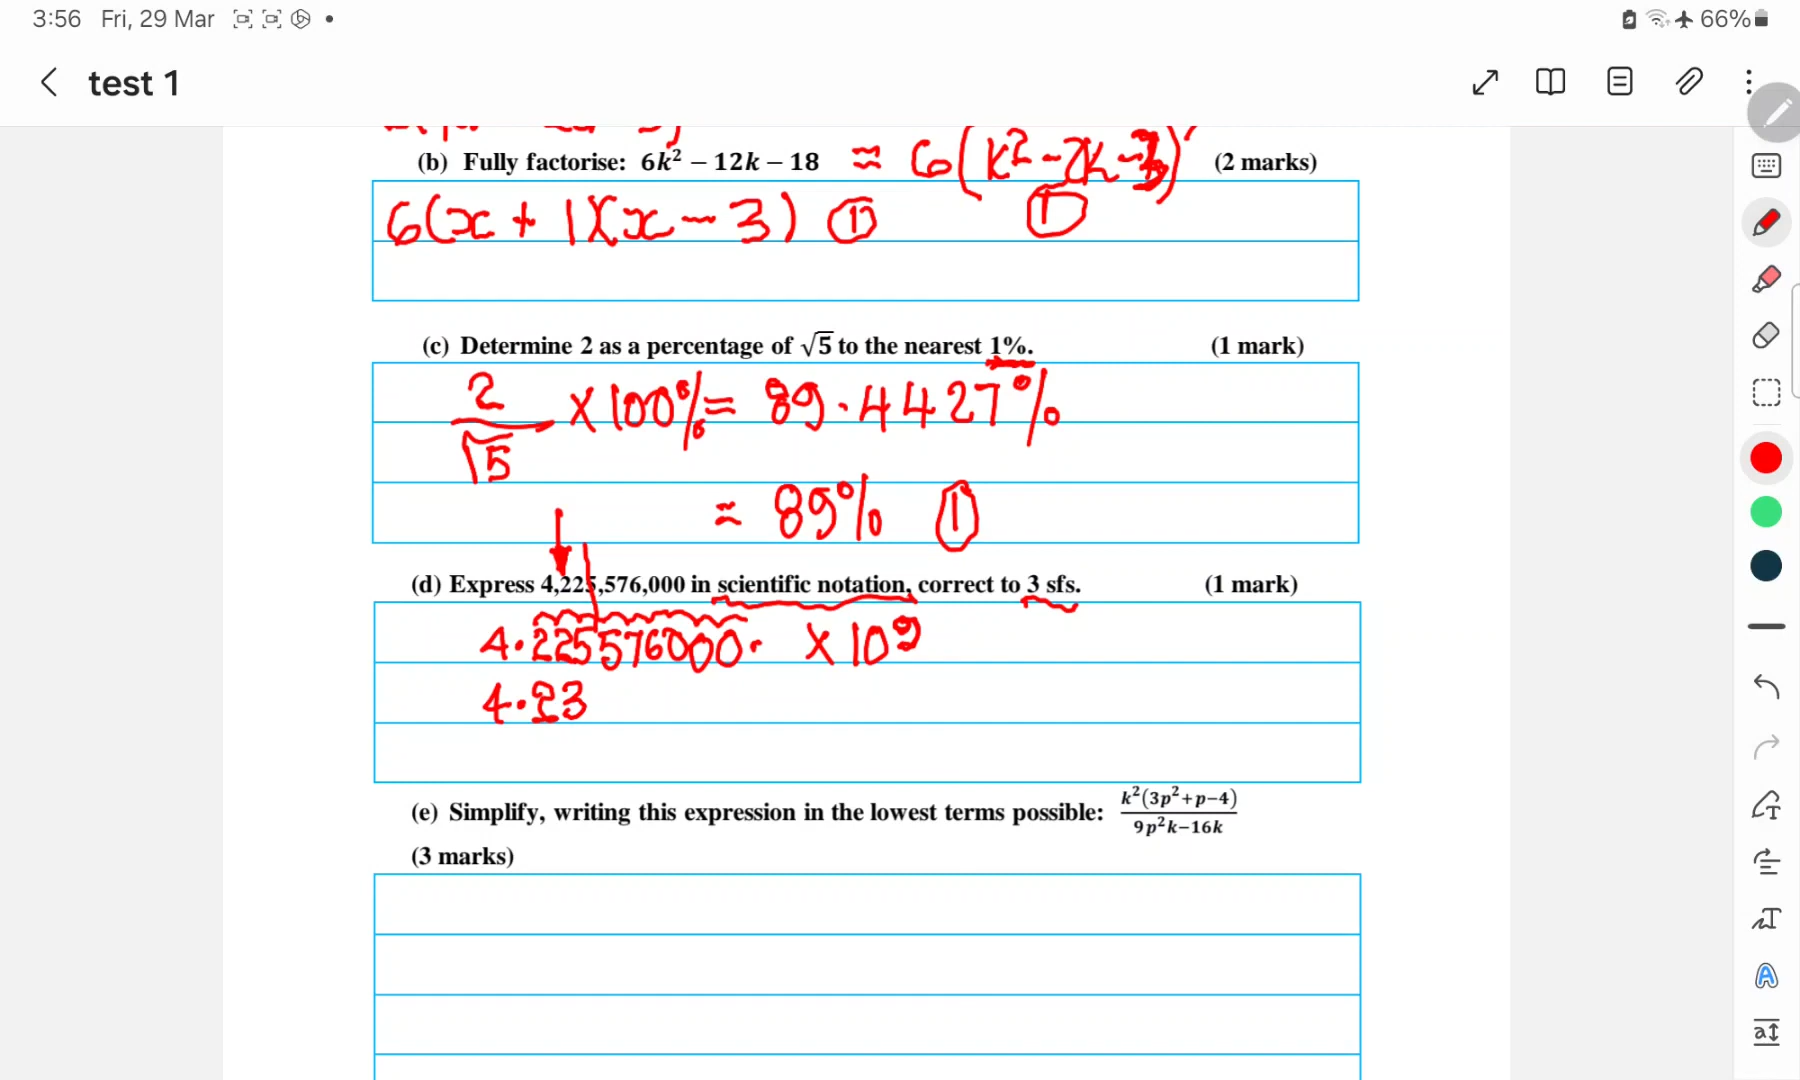 3:56 Fri, 29 Mar 66%
test 1
(b) Fully factorise: 6k² – 12k – 18 = 6(k² - 2k - 3) (2 marks)
①
6(x + 1)(x - 3) ①
(c) Determine 2 as a percentage of √5 to the nearest 1%. (1 mark)
2/√5 × 100% = 89.4427%
= 89% ①
(d) Express 4,225,576,000 in scientific notation, correct to 3 sfs. (1 mark)
4.225576000. × 10⁹
4.23
(e) Simplify, writing this expression in the lowest terms possible: k²(3p²+p−4)/9p²k−16k
(3 marks)